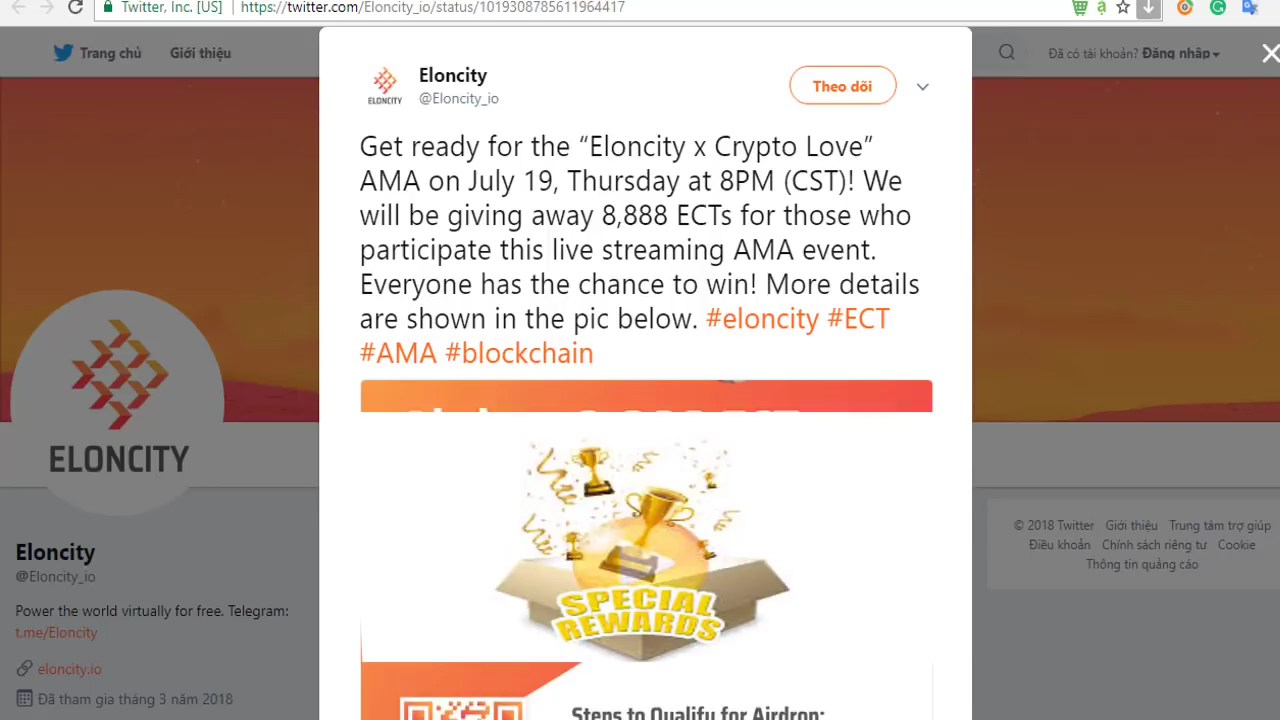 Twitter, Inc. [US]
https://twitter.com/Eloncity_io/status/1019308785611964417
Trang chủ
Giới thiệu
Đã có tài khoản? Đăng nhập
Eloncity
@Eloncity_io
Theo dõi
ELONCITY
Get ready for the “Eloncity x Crypto Love”
AMA on July 19, Thursday at 8PM (CST)! We
will be giving away 8,888 ECTs for those who
participate this live streaming AMA event.
Everyone has the chance to win! More details
are shown in the pic below. #eloncity #ECT
#AMA #blockchain
SPECIAL
REWARDS
Steps to Qualify for Airdrop:
ELONCITY
Eloncity
@Eloncity_io
Power the world virtually for free. Telegram:
t.me/Eloncity
eloncity.io
Đã tham gia tháng 3 năm 2018
© 2018 Twitter Giới thiệu Trung tâm trợ giúp
Điều khoản Chính sách riêng tư Cookie
Thông tin quảng cáo